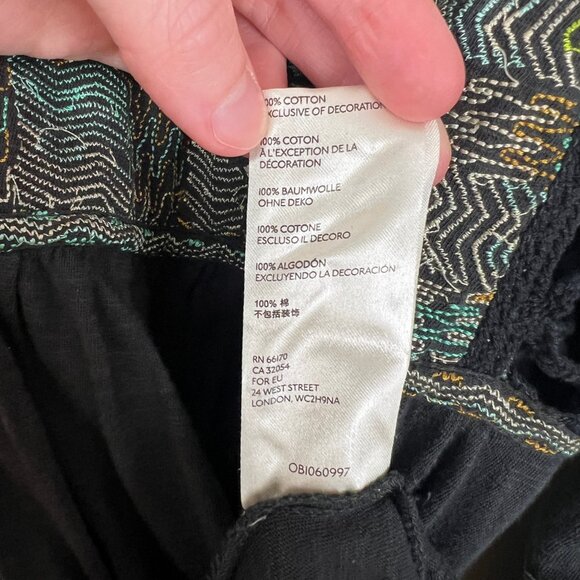 100% COTTON
EXCLUSIVE OF DECORATION
100% COTON
À L'EXCEPTION DE LA
DÉCORATION
100% BAUMWOLLE
OHNE DEKO
100% COTONE
ESCLUSO IL DECORO
100% ALGODÓN
EXCLUYENDO LA DECORACIÓN
100% 棉
不包括装饰
RN 66170
CA 32054
FOR EU
24 WEST STREET
LONDON, WC2H9NA
OB1060997